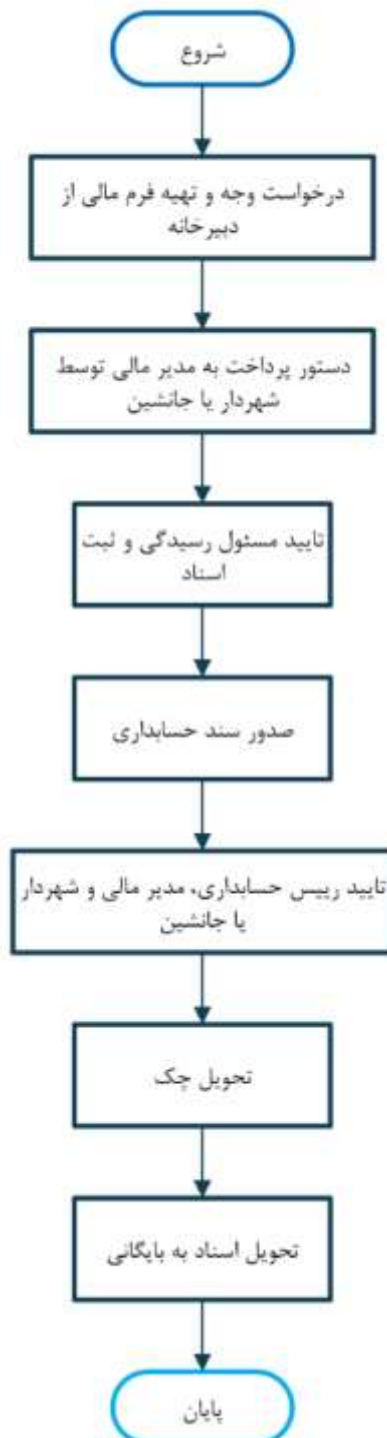 شروع
درخواست وجه و تهیه فرم مالی از
دبیرخانه
دستور پرداخت به مدیر مالی توسط
شهردار یا جانشین
تایید مسئول رسیدگی و ثبت
اسناد
صدور سند حسابداری
تایید رییس حسابداری، مدیر مالی و شهردار
یا جانشین
تحویل چک
تحویل اسناد به بایگانی
پایان